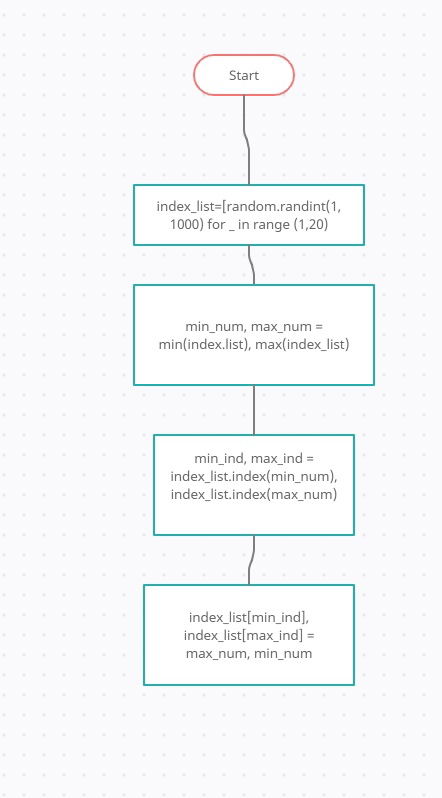 Start
index_list=[random.randint(1,
1000) for _ in range (1,20)
min_num, max_num =
min(index.list), max(index_list)
min_ind, max_ind =
index_list.index(min_num),
index_list.index(max_num)
index_list[min_ind],
index_list[max_ind] =
max_num, min_num